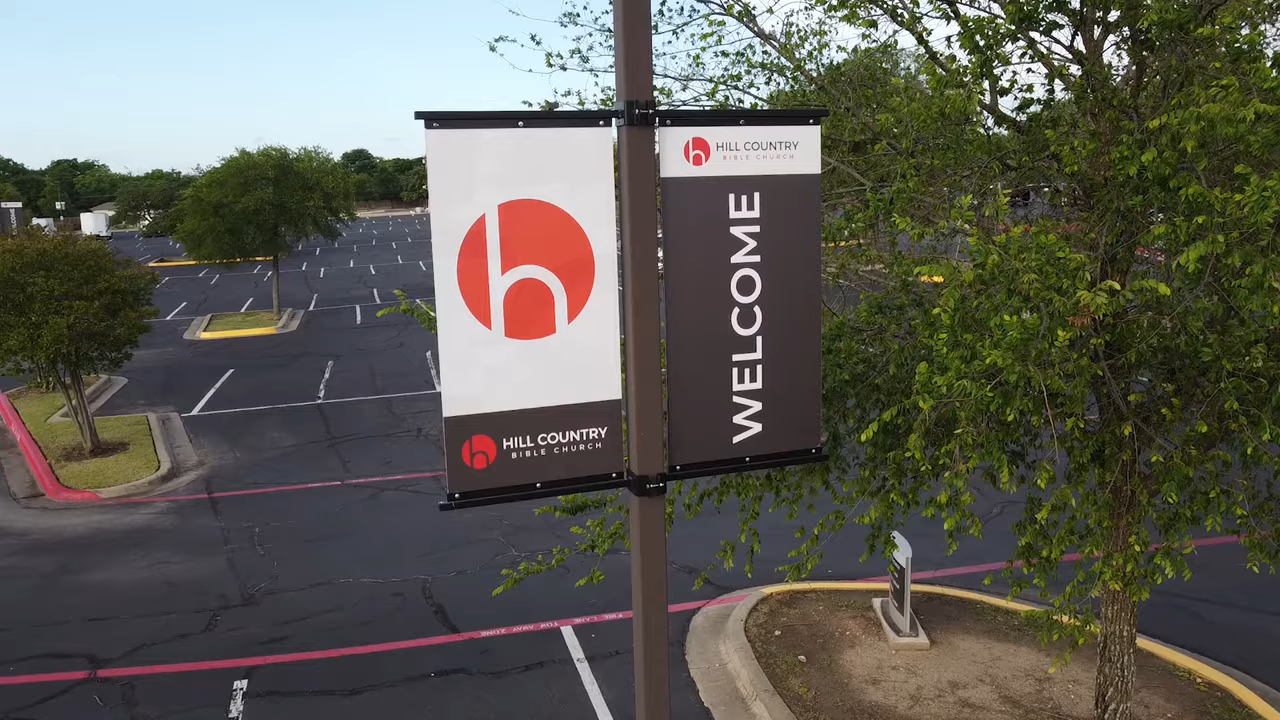 h
HILL COUNTRY
BIBLE CHURCH
h
HILL COUNTRY
BIBLE CHURCH
WELCOME
FIRE LANE
TOW AWAY ZONE